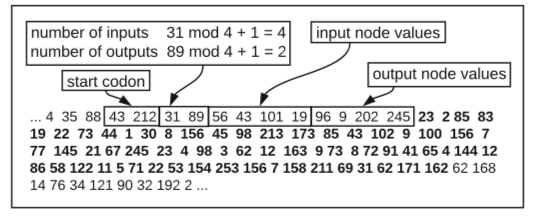 number of inputs 31 mod 4 + 1 = 4
number of outputs 89 mod 4 + 1 = 2
input node values
start codon
output node values
... 4 35 88 43 212 31 89 56 43 101 19 96 9 202 245 23 2 85 83
19 22 73 44 1 30 8 156 45 98 213 173 85 43 102 9 100 156 7
77 145 21 67 245 23 4 98 3 62 12 163 9 73 8 72 91 41 65 4 144 12
86 58 122 11 5 71 22 53 154 253 156 7 158 211 69 31 62 171 162 62 168
14 76 34 121 90 32 192 2 ...